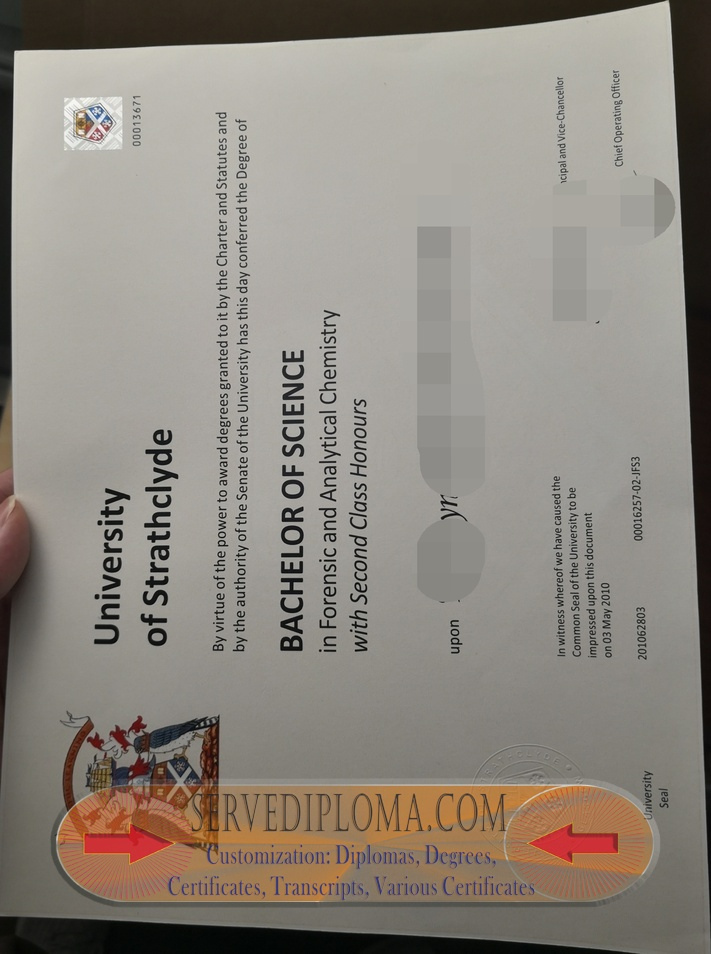 00013671
University
of Strathclyde
By virtue of the power to award degrees granted to it by the Charter and Statutes and
by the authority of the Senate of the University has this day conferred the Degree of
BACHELOR OF SCIENCE
in Forensic and Analytical Chemistry
with Second Class Honours
upon
In witness whereof we have caused the
Common Seal of the University to be
impressed upon this document
on 03 May 2010
and Vice-Chancellor
Chief Operating Officer
201062803
00016257-02-JFS3
University
Seal
SERVEDIPLOMA.COM
Customization: Diplomas, Degrees,
Certificates, Transcripts, Various Certificates